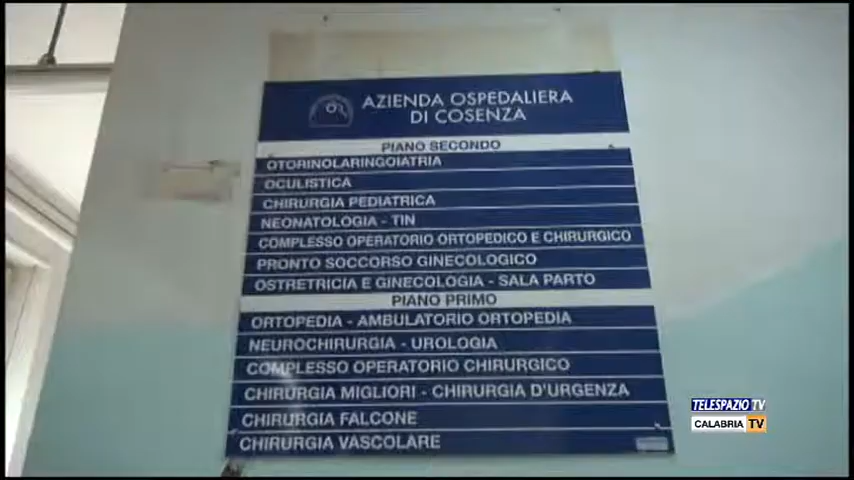 AZIENDA OSPEDALIERA
DI COSENZA
PIANO SECONDO
OTORINOLARINGOIATRIA
OCULISTICA
CHIRURGIA PEDIATRICA
NEONATOLOGIA - TIN
COMPLESSO OPERATORIO ORTOPEDICO E CHIRURGICO
PRONTO SOCCORSO GINECOLOGICO
OSTRETRICIA E GINECOLOGIA - SALA PARTO
PIANO PRIMO
ORTOPEDIA - AMBULATORIO ORTOPEDIA
NEUROCHIRURGIA - UROLOGIA
COMPLESSO OPERATORIO CHIRURGICO
CHIRURGIA MIGLIORI - CHIRURGIA D'URGENZA
CHIRURGIA FALCONE
CHIRURGIA VASCOLARE
TELESPAZIO TV
CALABRIA TV